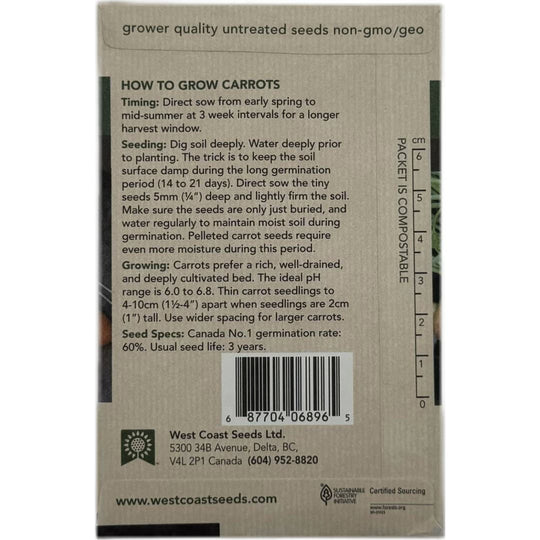 grower quality untreated seeds non-gmo/geo
HOW TO GROW CARROTS
Timing: Direct sow from early spring to
mid-summer at 3 week intervals for a longer
harvest window.
Seeding: Dig soil deeply. Water deeply prior
to planting. The trick is to keep the soil
surface damp during the long germination
period (14 to 21 days). Direct sow the tiny
seeds 5mm (¼”) deep and lightly firm the soil.
Make sure the seeds are only just buried, and
water regularly to maintain moist soil during
germination. Pelleted carrot seeds require
even more moisture during this period.
Growing: Carrots prefer a rich, well-drained,
and deeply cultivated bed. The ideal pH
range is 6.0 to 6.8. Thin carrot seedlings to
4-10cm (1½-4”) apart when seedlings are 2cm
(1”) tall. Use wider spacing for larger carrots.
Seed Specs: Canada No.1 germination rate:
60%. Usual seed life: 3 years.
6 87704 06896 5
West Coast Seeds Ltd.
5300 34B Avenue, Delta, BC,
V4L 2P1 Canada (604) 952-8820
www.westcoastseeds.com
PACKET IS COMPOSTABLE
cm
6
5
4
3
2
1
0
SUSTAINABLE
FORESTRY
INITIATIVE
Certified Sourcing
www.forests.org